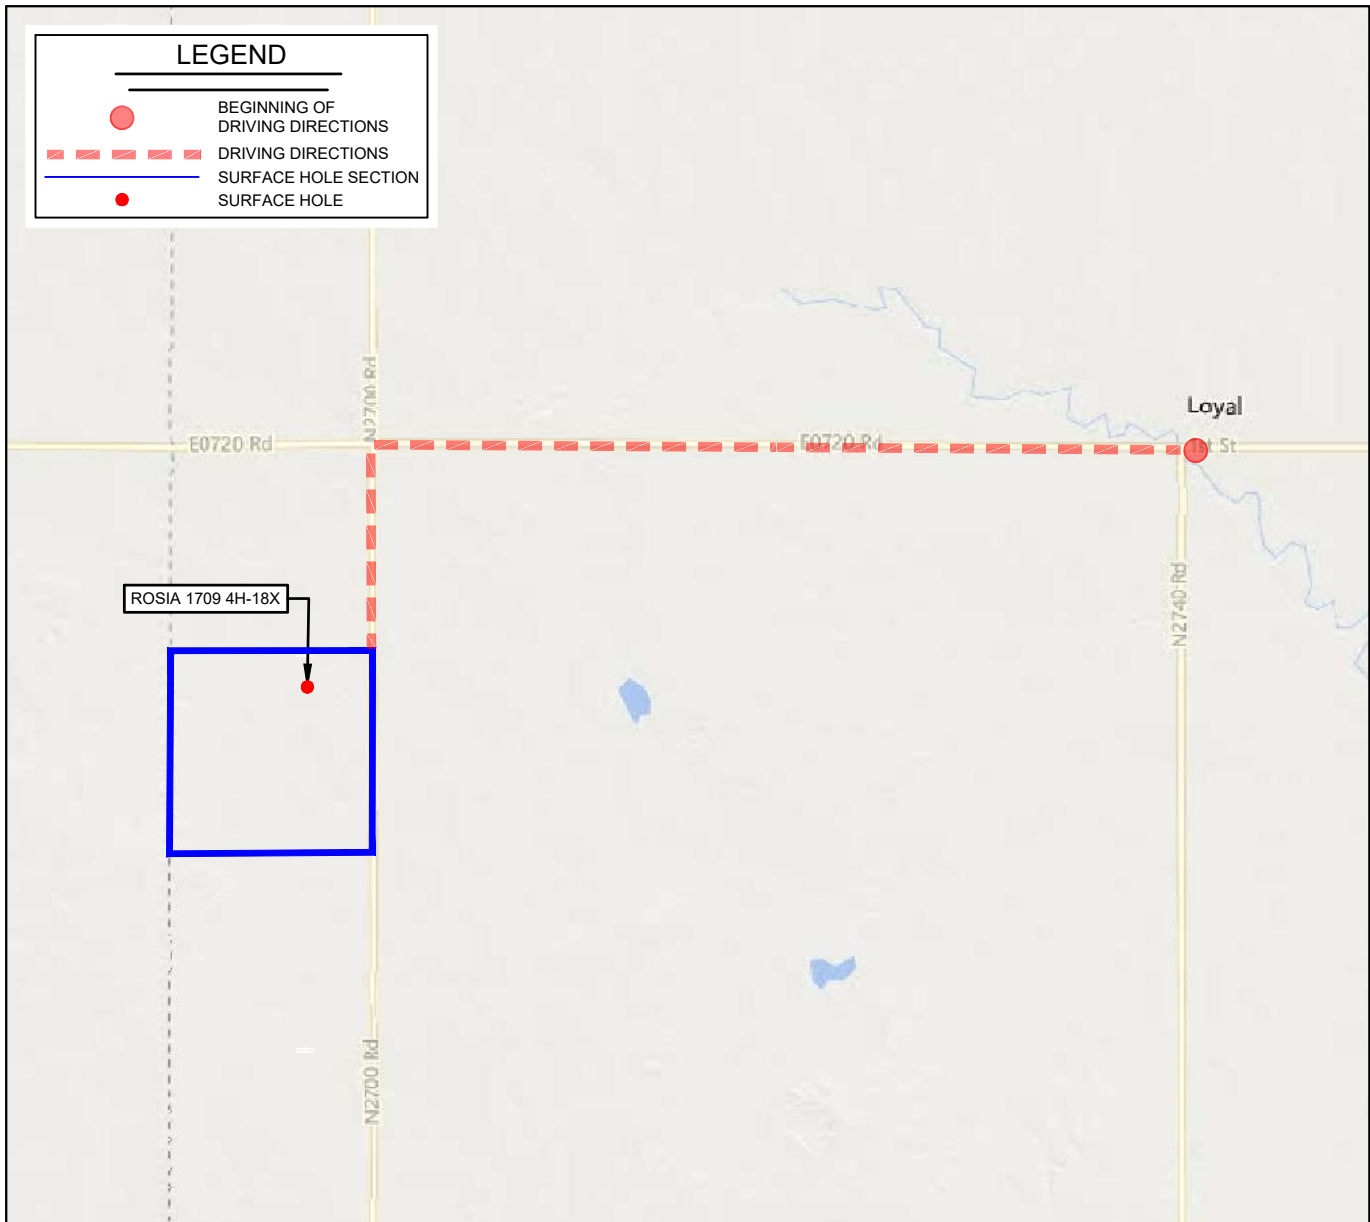 LEGEND
BEGINNING OF
DRIVING DIRECTIONS
DRIVING DIRECTIONS
SURFACE HOLE SECTION
SURFACE HOLE
N2700 Rd
Loyal
E0720 Rd
E0720 Rd
1st St
N2740 Rd
ROSIA 1709 4H-18X
N2700 Rd